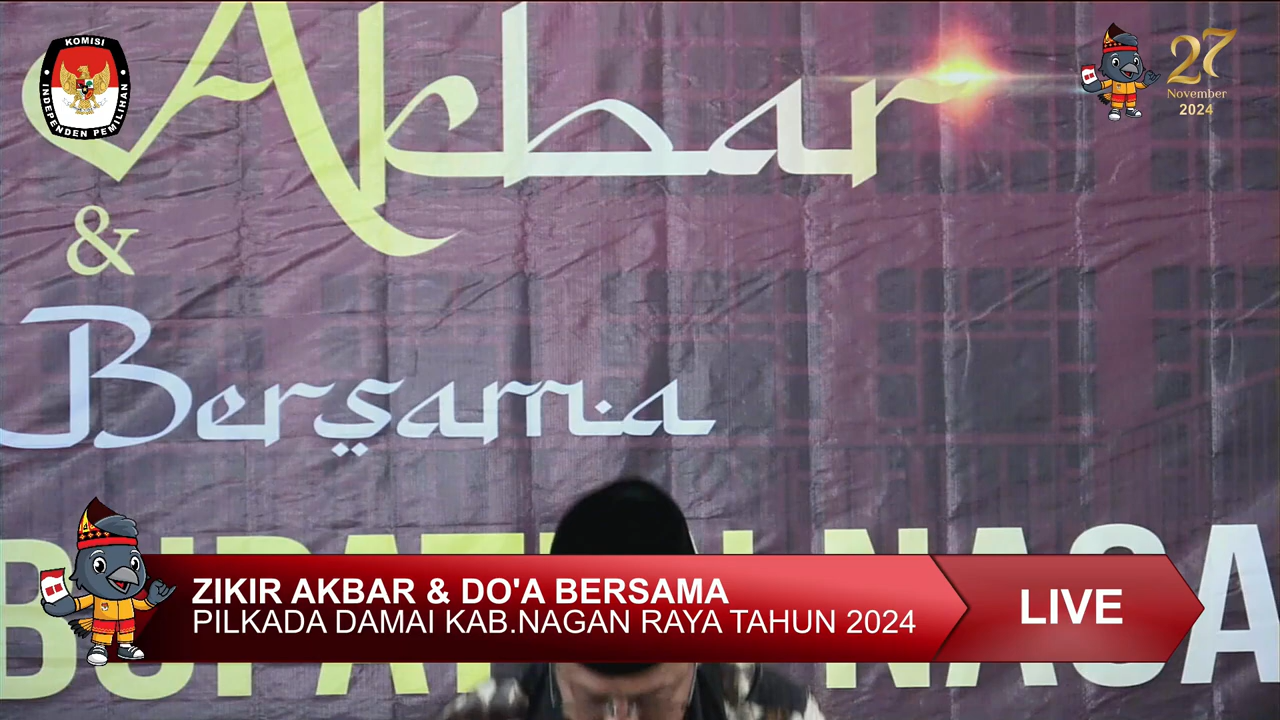 KOMISI
INDEPENDEN PEMILIHAN
27
November
2024
Akbar
&
Bersama
ZIKIR AKBAR & DO'A BERSAMA
PILKADA DAMAI KAB.NAGAN RAYA TAHUN 2024
LIVE